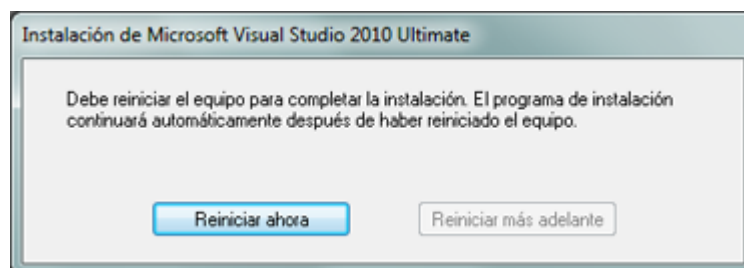 Instalación de Microsoft Visual Studio 2010 Ultimate
Debe reiniciar el equipo para completar la instalación. El programa de instalación
continuará automáticamente después de haber reiniciado el equipo.
Reiniciar ahora
Reiniciar más adelante